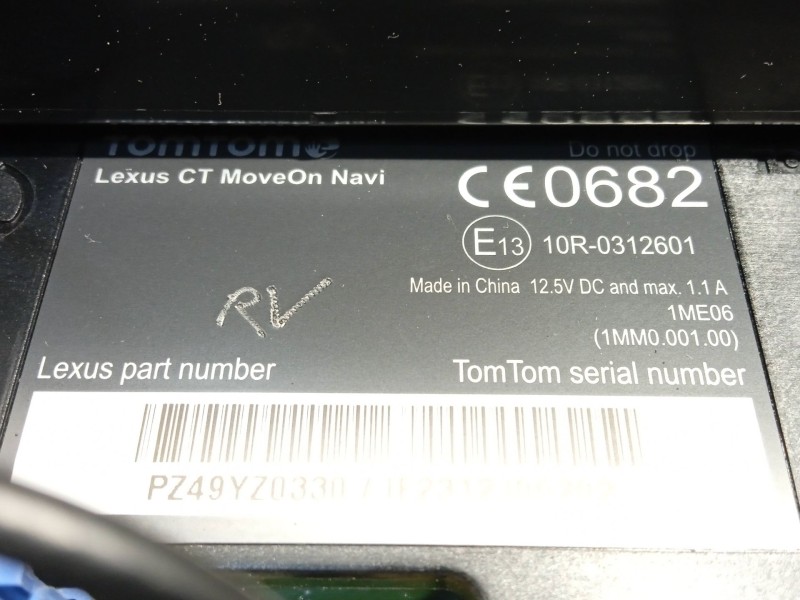 TomTom
Do not drop
Lexus CT MoveOn Navi
CE0682
E13 10R-0312601
Made in China 12.5V DC and max. 1.1 A
1ME06
(1MM0.001.00)
RV
Lexus part number
TomTom serial number
PZ49YZ0330